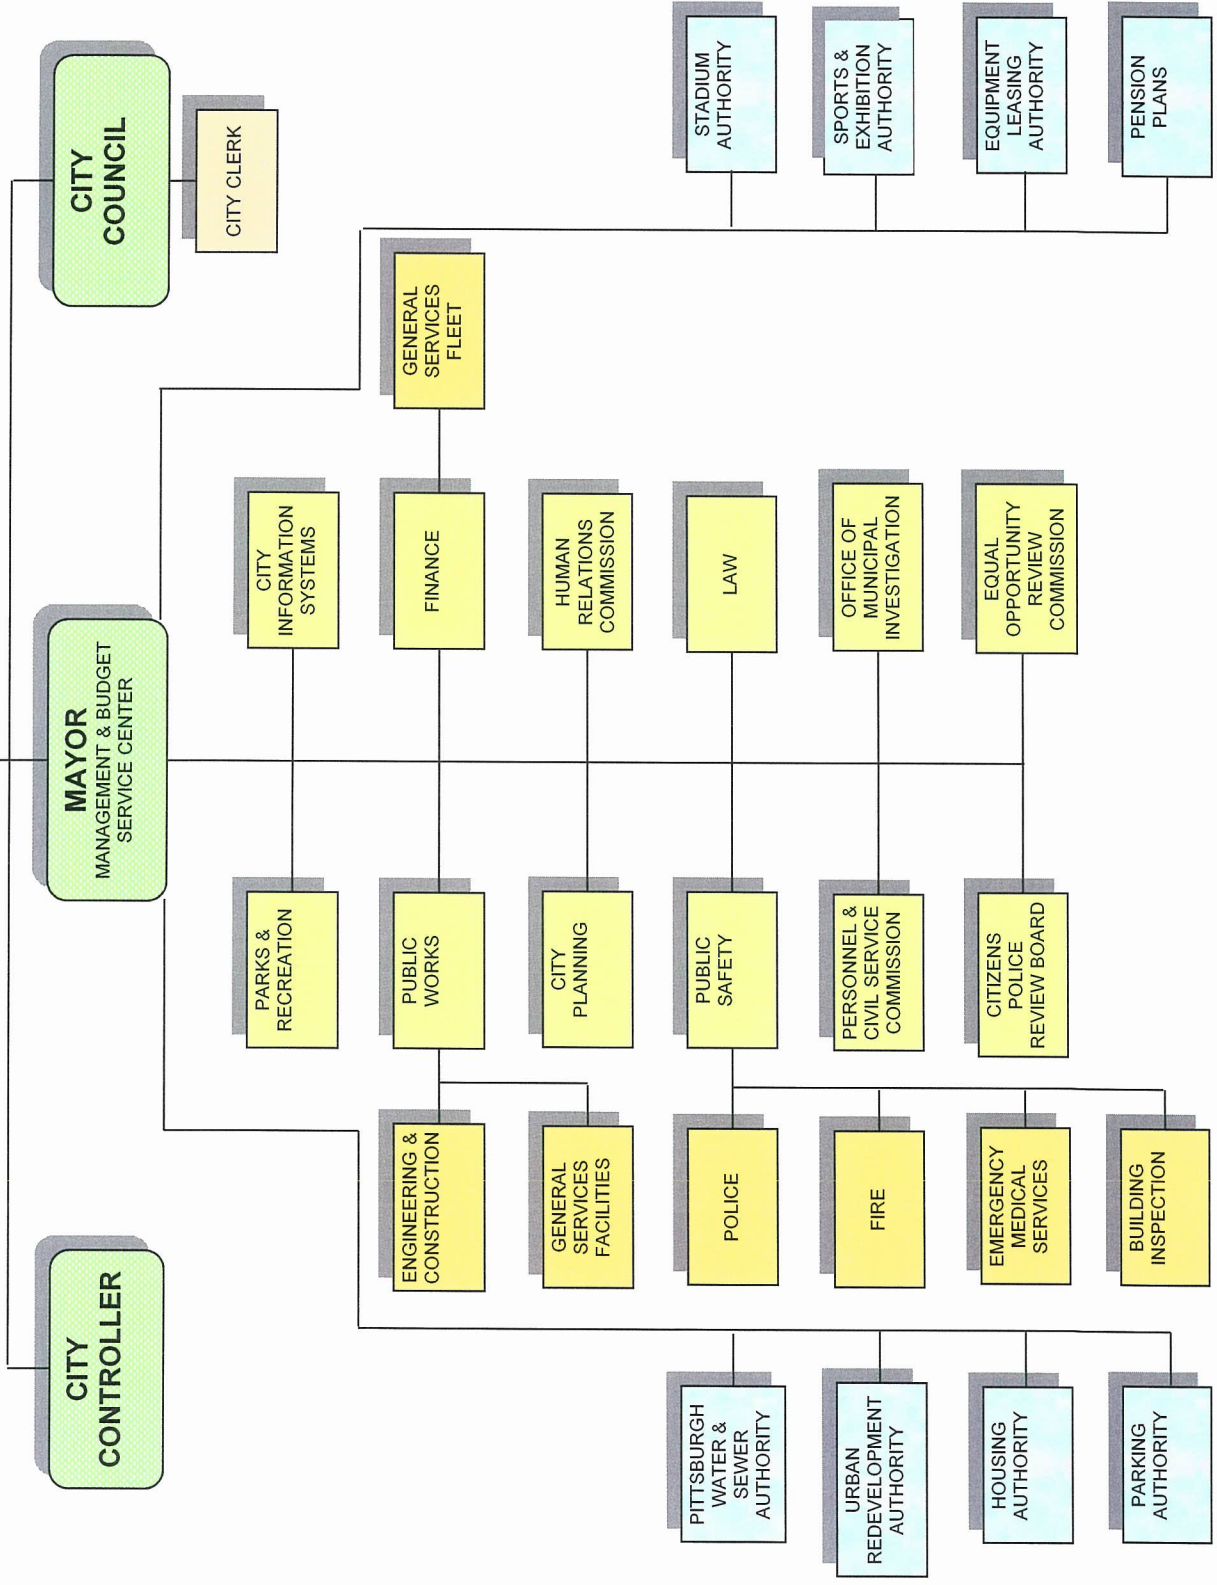 CITY
CONTROLLER
MAYOR
MANAGEMENT & BUDGET
SERVICE CENTER
CITY
COUNCIL
CITY CLERK
PARKS &
RECREATION
CITY
INFORMATION
SYSTEMS
ENGINEERING &
CONSTRUCTION
PUBLIC
WORKS
FINANCE
GENERAL
SERVICES
FLEET
GENERAL
SERVICES
FACILITIES
CITY
PLANNING
HUMAN
RELATIONS
COMMISSION
PITTSBURGH
WATER &
SEWER
AUTHORITY
POLICE
PUBLIC
SAFETY
LAW
STADIUM
AUTHORITY
URBAN
REDEVELOPMENT
AUTHORITY
FIRE
PERSONNEL &
CIVIL SERVICE
COMMISSION
OFFICE OF
MUNICIPAL
INVESTIGATION
SPORTS &
EXHIBITION
AUTHORITY
HOUSING
AUTHORITY
EMERGENCY
MEDICAL
SERVICES
CITIZENS
POLICE
REVIEW BOARD
EQUAL
OPPORTUNITY
REVIEW
COMMISSION
EQUIPMENT
LEASING
AUTHORITY
PARKING
AUTHORITY
BUILDING
INSPECTION
PENSION
PLANS